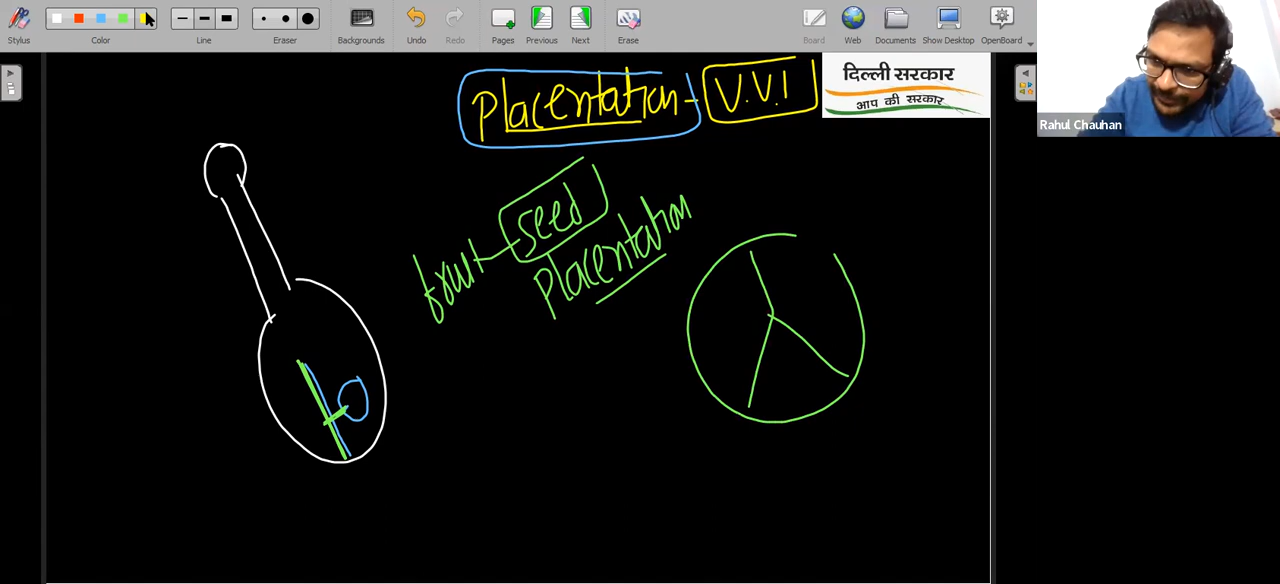 Stylus
Color
Line
Eraser
Backgrounds
Undo
Redo
Pages
Previous
Next
Erase
Board
Web
Documents
Show Desktop
OpenBoard
Placentation - V.V.I
दिल्ली सरकार
आप की सरकार
Rahul Chauhan
fruit - seed
Placentation